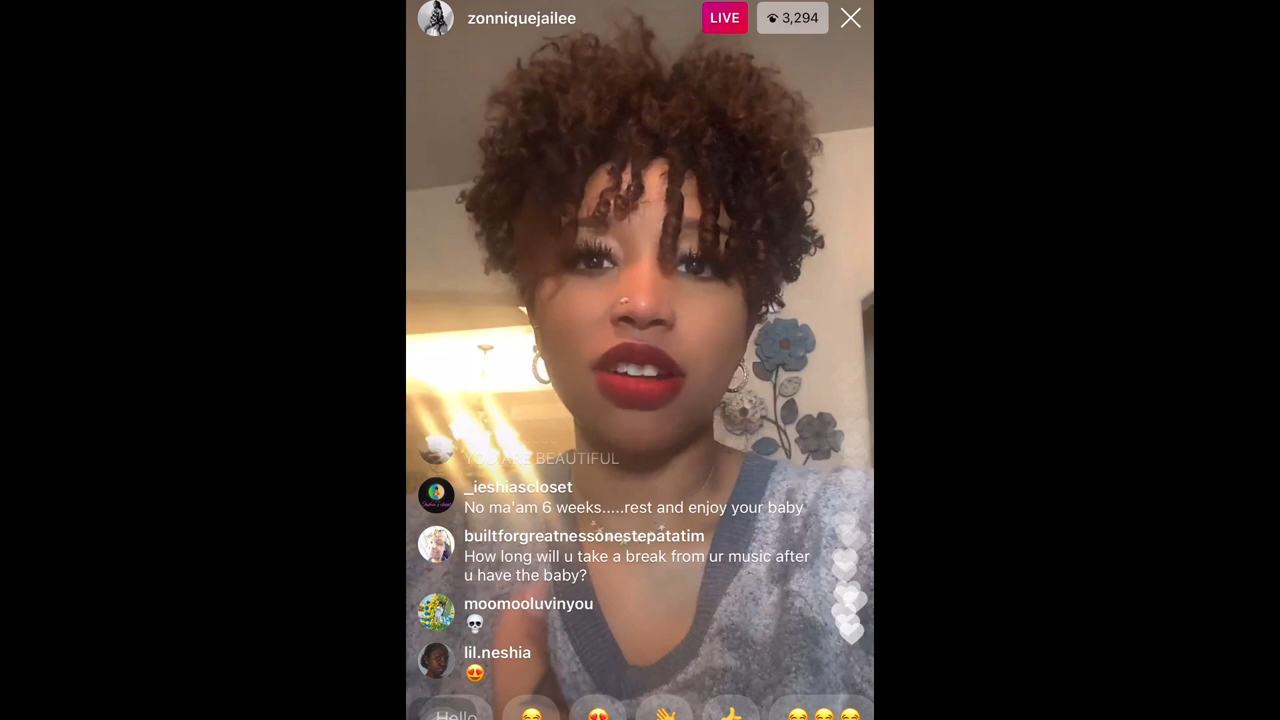 zonniquejailee
LIVE
3,294
YOU ARE BEAUTIFUL
_ieshiascloset
No ma'am 6 weeks.....rest and enjoy your baby
builtforgreatnessonestepatatim
How long will u take a break from ur music after
u have the baby?
moomooluvinyou
💀
lil.neshia
😍
Hello